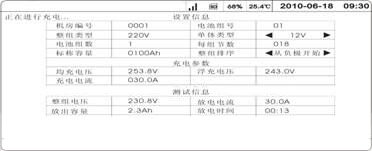 68% 25.4℃ 2010-06-18 09:30
正在进行充电... 设置信息
机房编号 0001 电池组号 01
整组类型 220V 单体类型 ◀ 12V ▶
电池组数 1 每组节数 018
标称容量 0100Ah 整组排序 ◀从负极开始▶
充电参数
均充电压 253.8V 浮充电压 243.0V
充电电流 030.0A
测试信息
整组电压 230.8V 放电电流 30.0A
放出容量 2:3Ah 放电时间 00:13